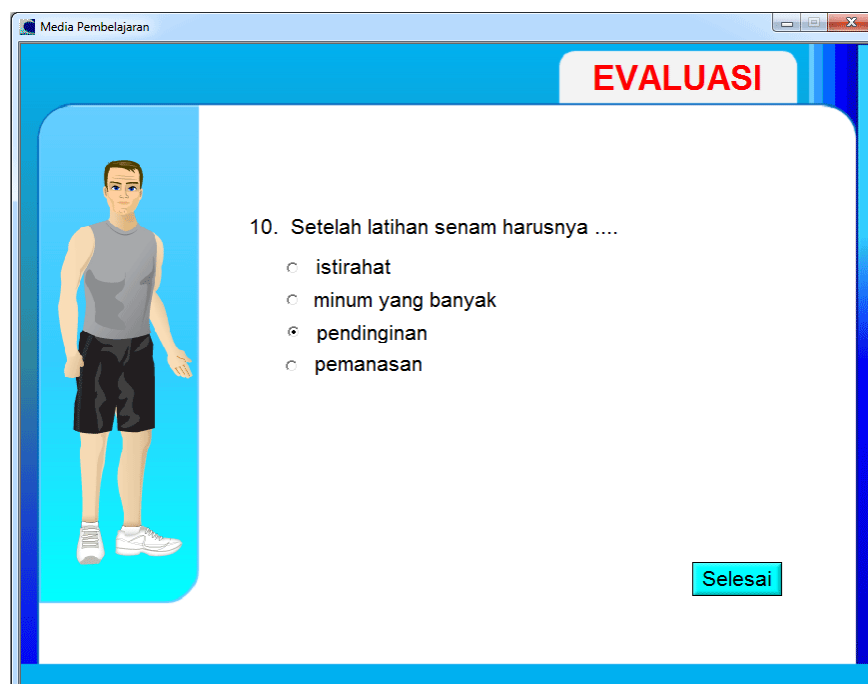 Media Pembelajaran
EVALUASI
10. Setelah latihan senam harusnya ....
istirahat
minum yang banyak
pendinginan
pemanasan
Selesai